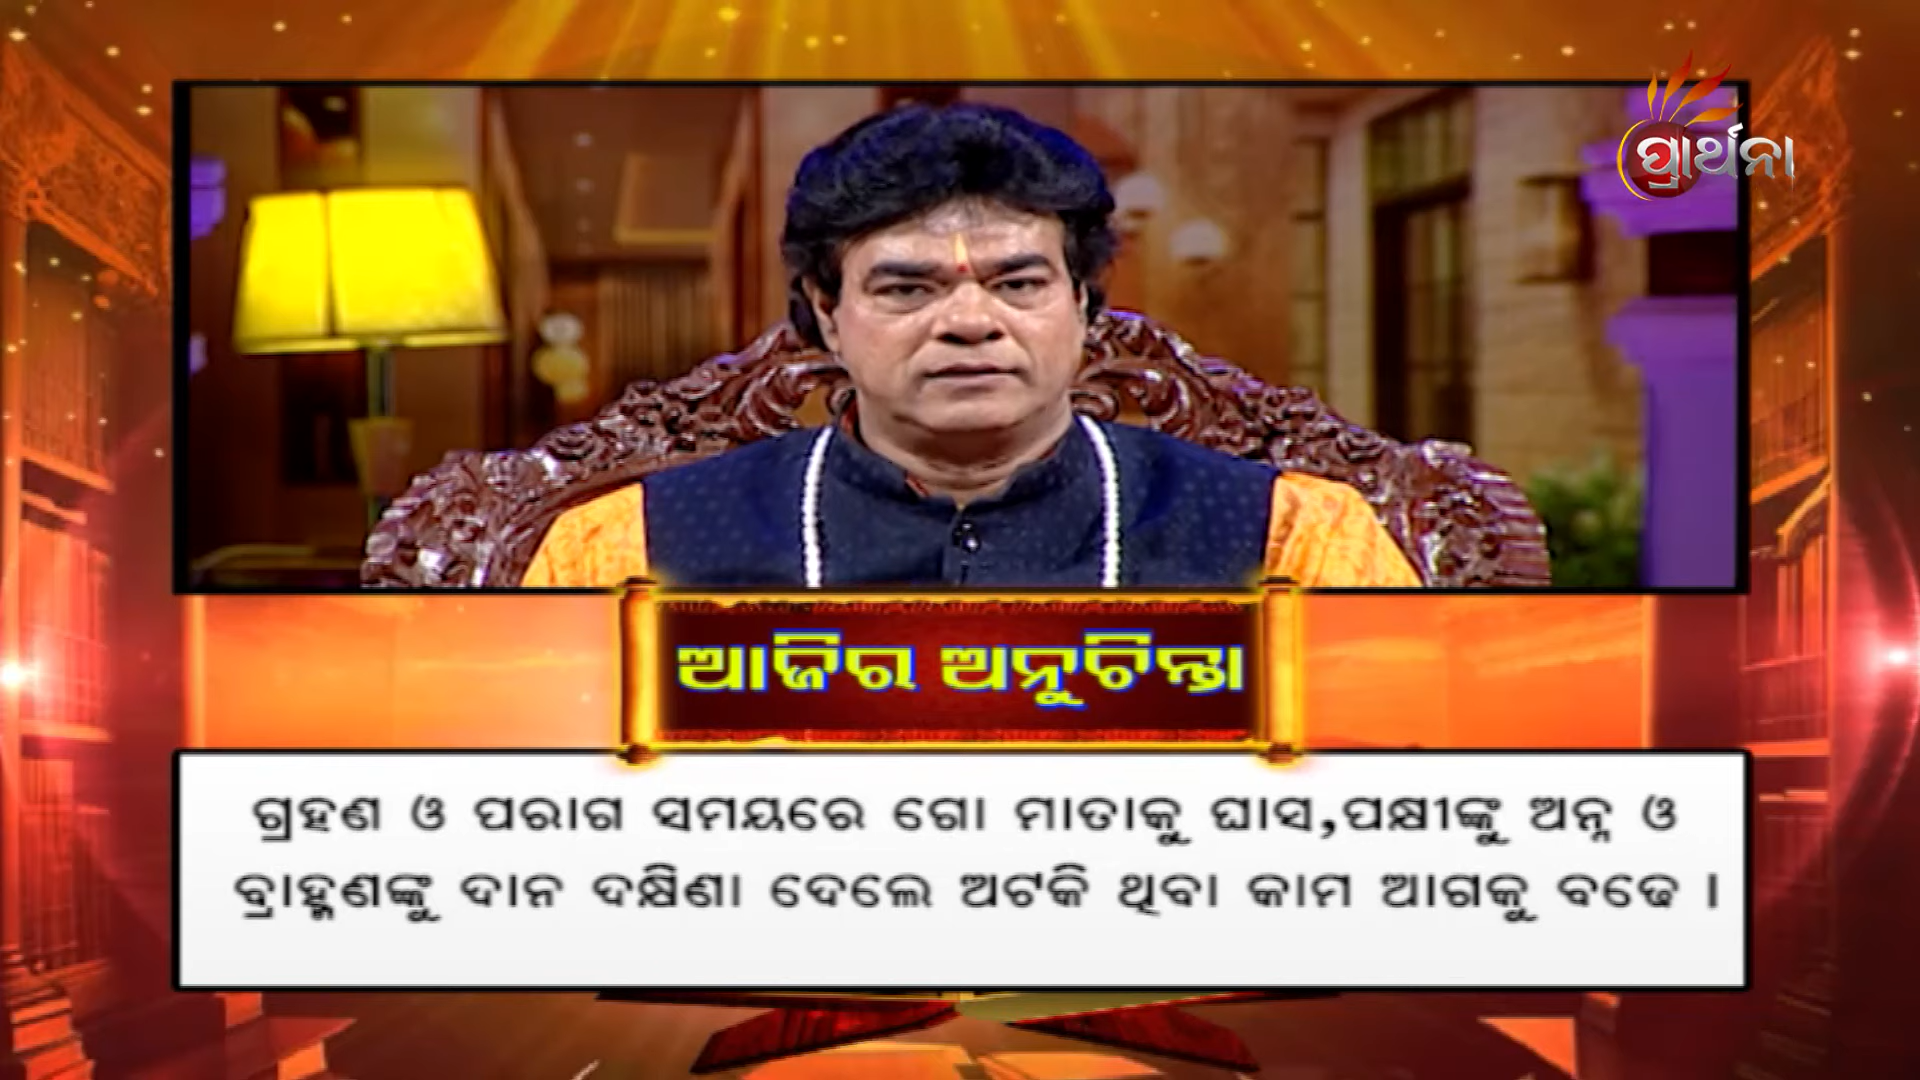 ପ୍ରାର୍ଥନା
ଆଜିର ଅନୁଚିନ୍ତା
ଗ୍ରହଣ ଓ ପରାଗ ସମୟରେ ଗୋ ମାତାକୁ ଘାସ,ପକ୍ଷୀଙ୍କୁ ଅନ୍ନ ଓ
ବ୍ରାହ୍ମଣଙ୍କୁ ଦାନ ଦକ୍ଷିଣା ଦେଲେ ଅଟକି ଥିବା କାମ ଆଗକୁ ବଢେ ।